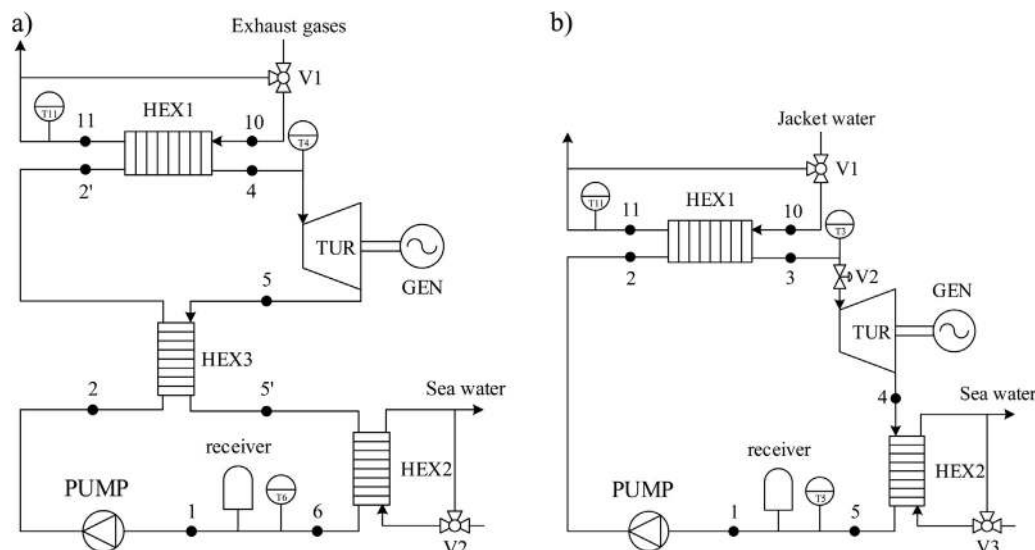 a)
Exhaust gases
V1
HEX1
T11
11
10
T4
2'
4
TUR
GEN
5
HEX3
2
5'
Sea water
receiver
HEX2
PUMP
T6
1
6
V2
b)
Jacket water
V1
HEX1
T11
11
10
T3
2
3
V2
GEN
TUR
4
Sea water
receiver
HEX2
PUMP
T5
1
5
V3